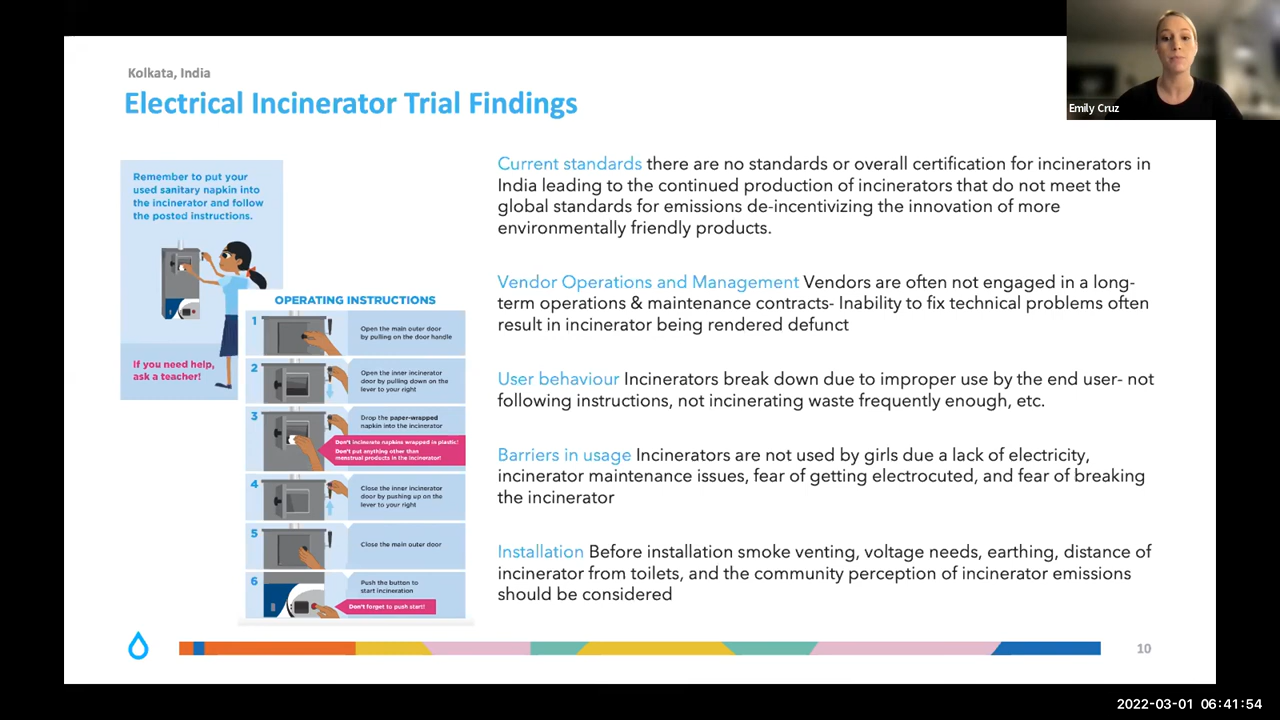 Kolkata, India
Electrical Incinerator Trial Findings
Emily Cruz
Remember to put your
used sanitary napkin into
the incinerator and follow
the posted instructions.
If you need help,
ask a teacher!
OPERATING INSTRUCTIONS
1
Open the main outer door
by pulling on the door handle
2
Open the inner incinerator
door by pulling down on the
lever to your right
3
Drop the paper-wrapped
napkin into the incinerator
Don't incinerate napkins wrapped in plastic!
Don't put anything other than
menstrual products in the incinerator!
4
Close the inner incinerator
door by pushing up on the
lever to your right
5
Close the main outer door
6
Push the button to
start incineration
Don't forget to push start!
Current standards there are no standards or overall certification for incinerators in
India leading to the continued production of incinerators that do not meet the
global standards for emissions de-incentivizing the innovation of more
environmentally friendly products.
Vendor Operations and Management Vendors are often not engaged in a long-
term operations & maintenance contracts- Inability to fix technical problems often
result in incinerator being rendered defunct
User behaviour Incinerators break down due to improper use by the end user- not
following instructions, not incinerating waste frequently enough, etc.
Barriers in usage Incinerators are not used by girls due a lack of electricity,
incinerator maintenance issues, fear of getting electrocuted, and fear of breaking
the incinerator
Installation Before installation smoke venting, voltage needs, earthing, distance of
incinerator from toilets, and the community perception of incinerator emissions
should be considered
10
2022-03-01 06:41:54